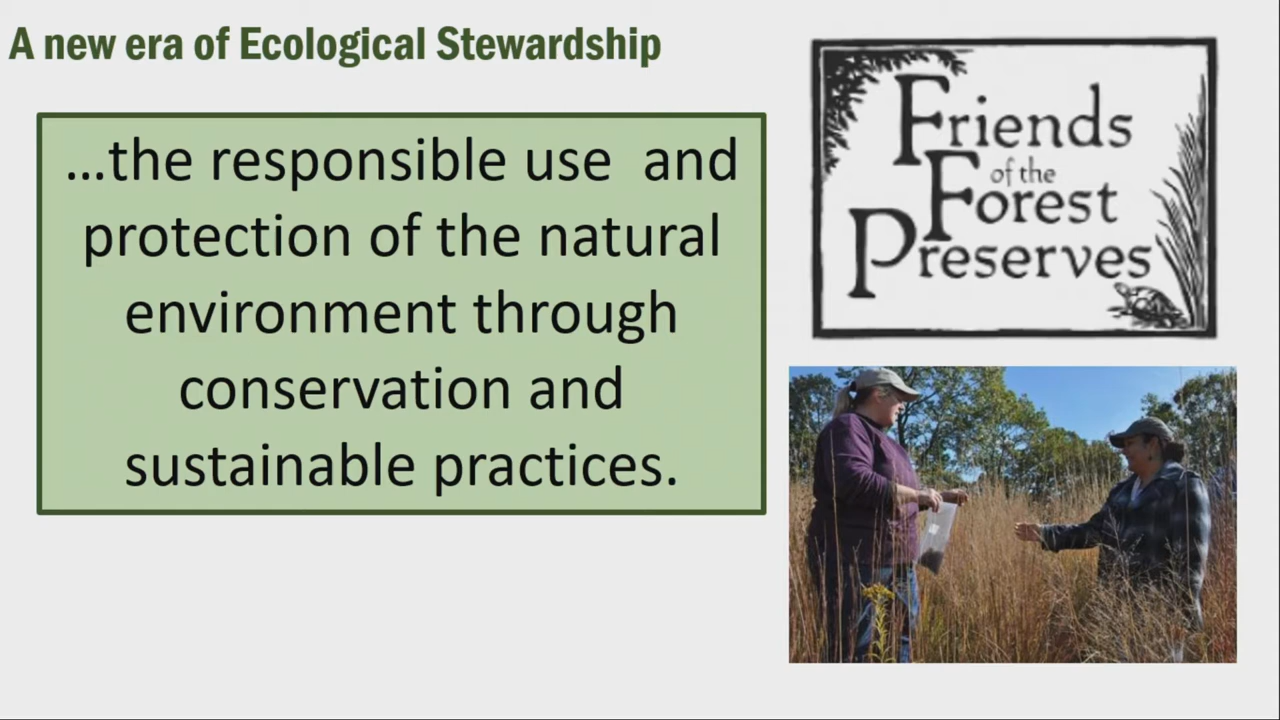 A new era of Ecological Stewardship
...the responsible use  and
protection of the natural
environment through
conservation and
sustainable practices.
Friends
of the
Forest
Preserves